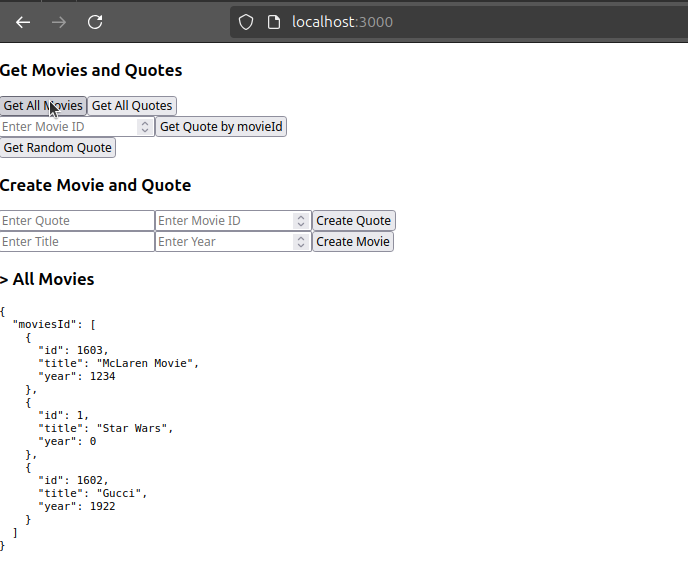 localhost:3000
Get Movies and Quotes
Get All Movies Get All Quotes
Enter Movie ID Get Quote by movieId
Get Random Quote
Create Movie and Quote
Enter Quote Enter Movie ID Create Quote
Enter Title Enter Year Create Movie
> All Movies
{
  "moviesId": [
    {
      "id": 1603,
      "title": "McLaren Movie",
      "year": 1234
    },
    {
      "id": 1,
      "title": "Star Wars",
      "year": 0
    },
    {
      "id": 1602,
      "title": "Gucci",
      "year": 1922
    }
  ]
}